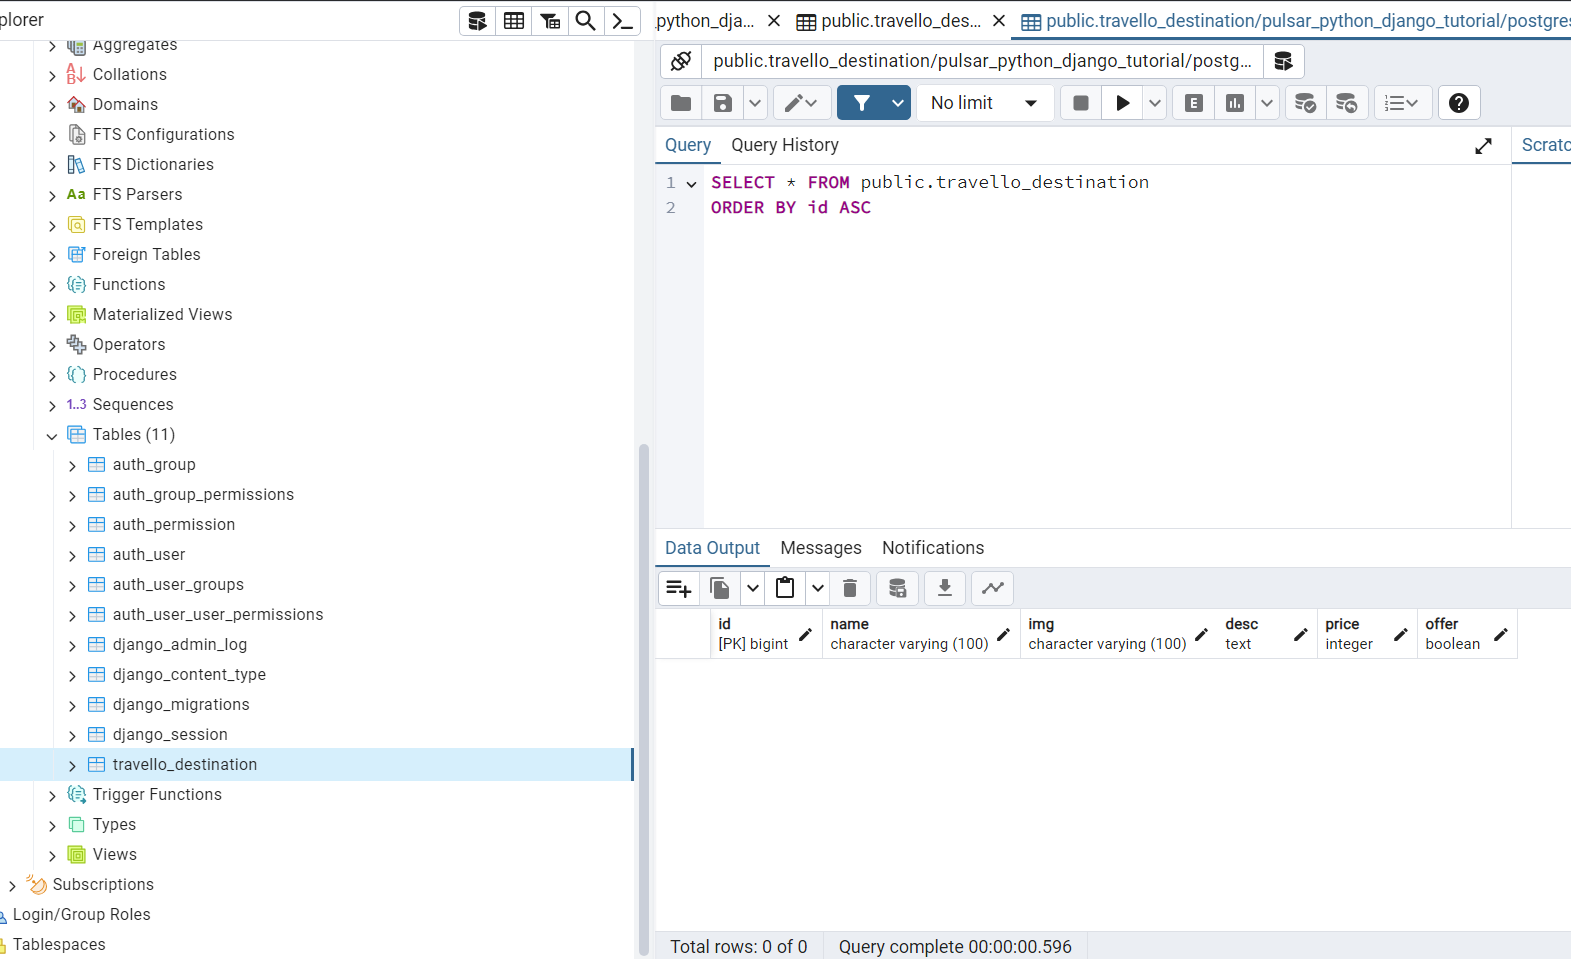 plorer
Aggregates
Collations
Domains
FTS Configurations
FTS Dictionaries
Aa FTS Parsers
FTS Templates
Foreign Tables
Functions
Materialized Views
Operators
Procedures
1..3 Sequences
Tables (11)
auth_group
auth_group_permissions
auth_permission
auth_user
auth_user_groups
auth_user_user_permissions
django_admin_log
django_content_type
django_migrations
django_session
travello_destination
Trigger Functions
Types
Views
Subscriptions
Login/Group Roles
Tablespaces
.python_dja... public.travello_des... public.travello_destination/pulsar_python_django_tutorial/postgres
public.travello_destination/pulsar_python_django_tutorial/postg...
No limit E
Query Query History Scratc
1 SELECT * FROM public.travello_destination
2 ORDER BY id ASC
Data Output Messages Notifications
id name img desc price offer
[PK] bigint character varying (100) character varying (100) text integer boolean
Total rows: 0 of 0 Query complete 00:00:00.596